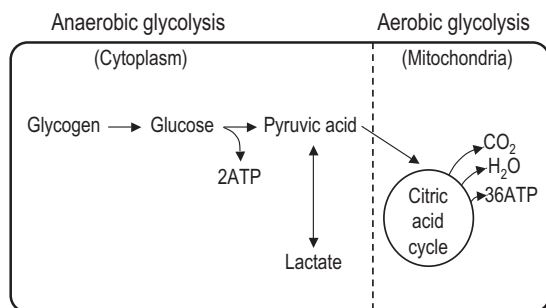 Anaerobic glycolysis
Aerobic glycolysis
(Cytoplasm)
(Mitochondria)
Glycogen
Glucose
Pyruvic acid
2ATP
Lactate
CO₂
H₂O
36ATP
Citric
acid
cycle